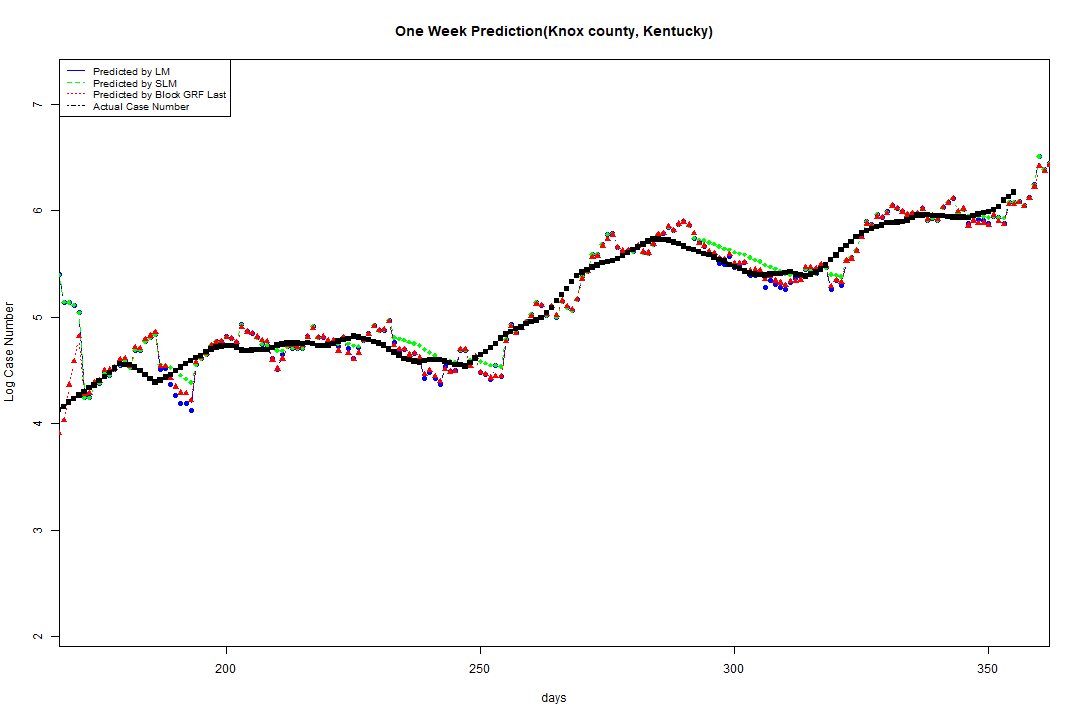 One Week Prediction(Knox county, Kentucky)
Predicted by LM
Predicted by SLM
Predicted by Block GRF Last
Actual Case Number
7
6
5
4
3
2
Log Case Number
200 250 300 350
days